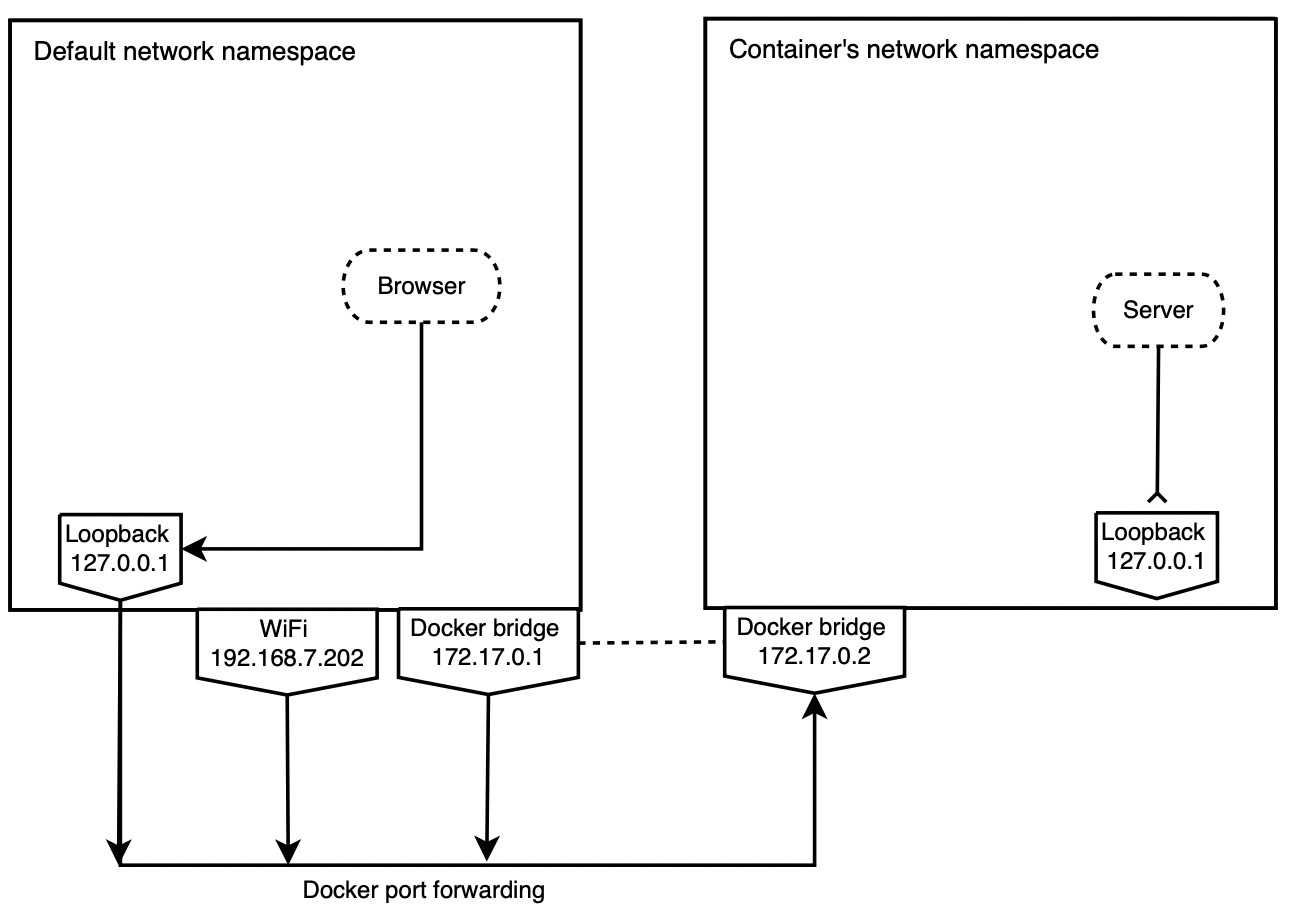 Default network namespace
Container's network namespace
Browser
Server
Loopback
127.0.0.1
Loopback
127.0.0.1
WiFi
192.168.7.202
Docker bridge
172.17.0.1
Docker bridge
172.17.0.2
Docker port forwarding